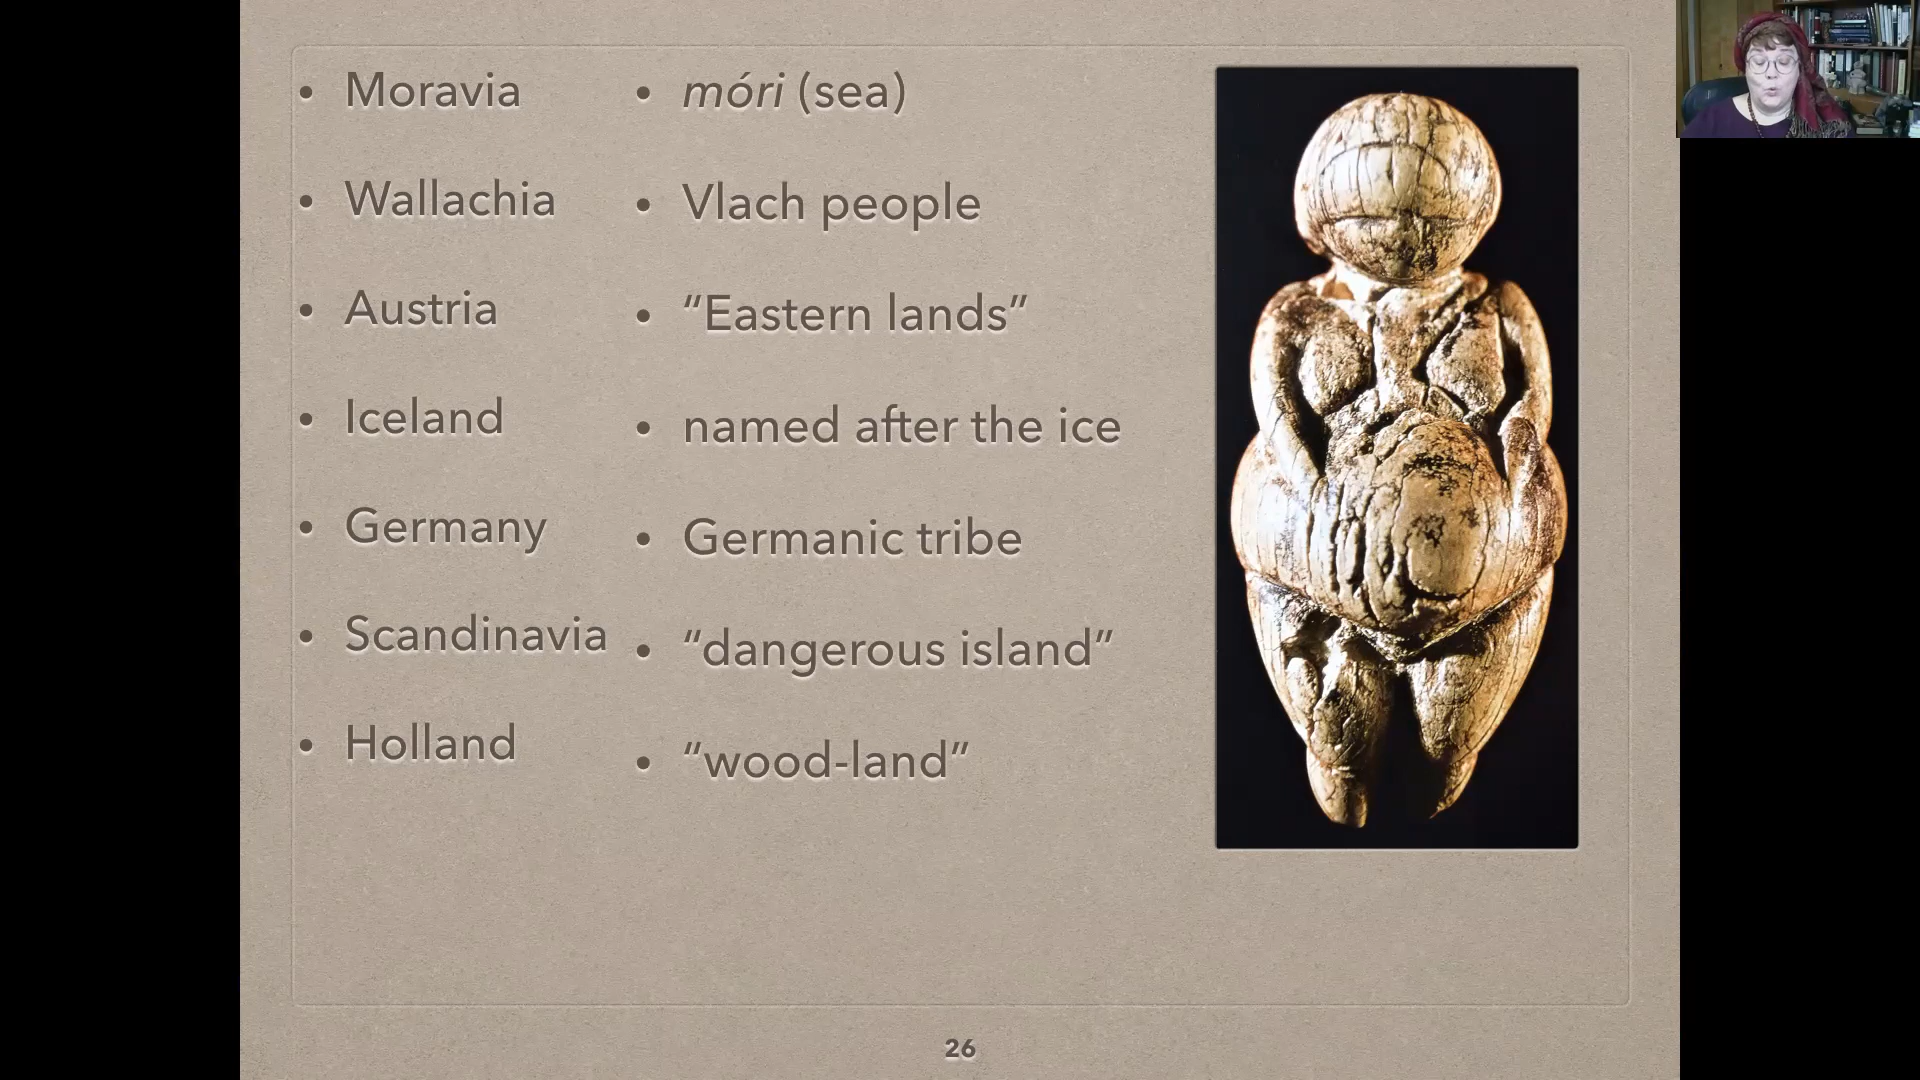 Moravia
móri (sea)
Wallachia
Vlach people
Austria
“Eastern lands”
Iceland
named after the ice
Germany
Germanic tribe
Scandinavia
“dangerous island”
Holland
“wood-land”
26